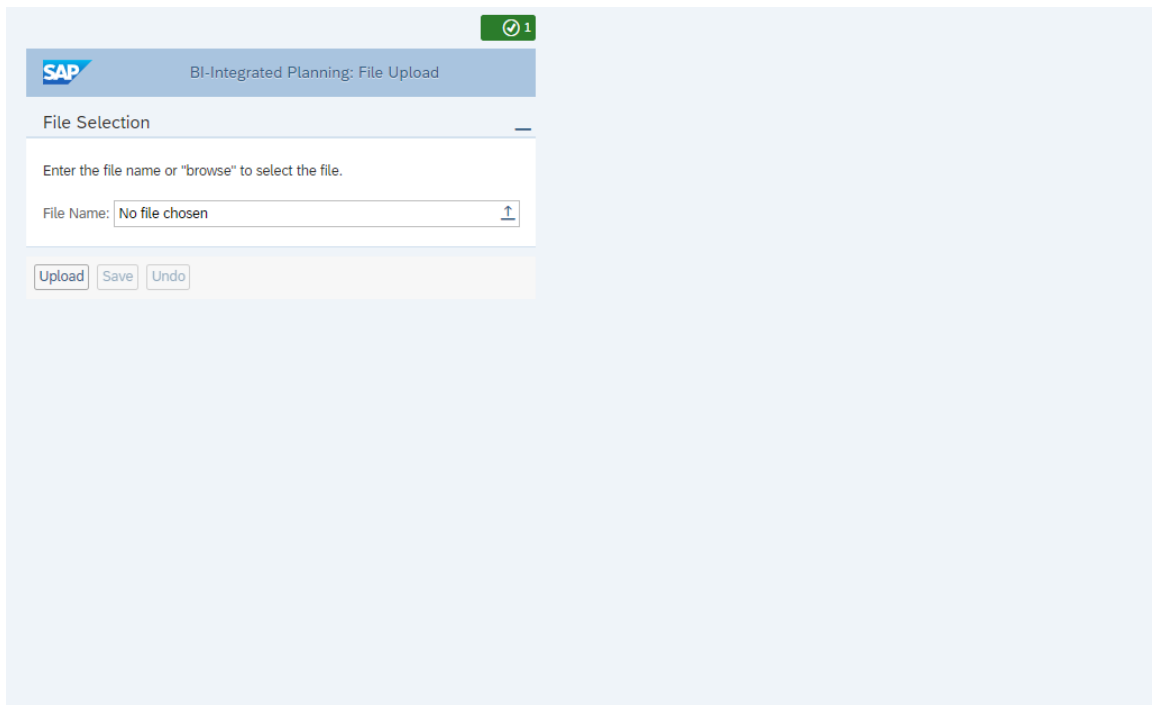 1
SAP
BI-Integrated Planning: File Upload
File Selection
Enter the file name or "browse" to select the file.
File Name: No file chosen
Upload Save Undo